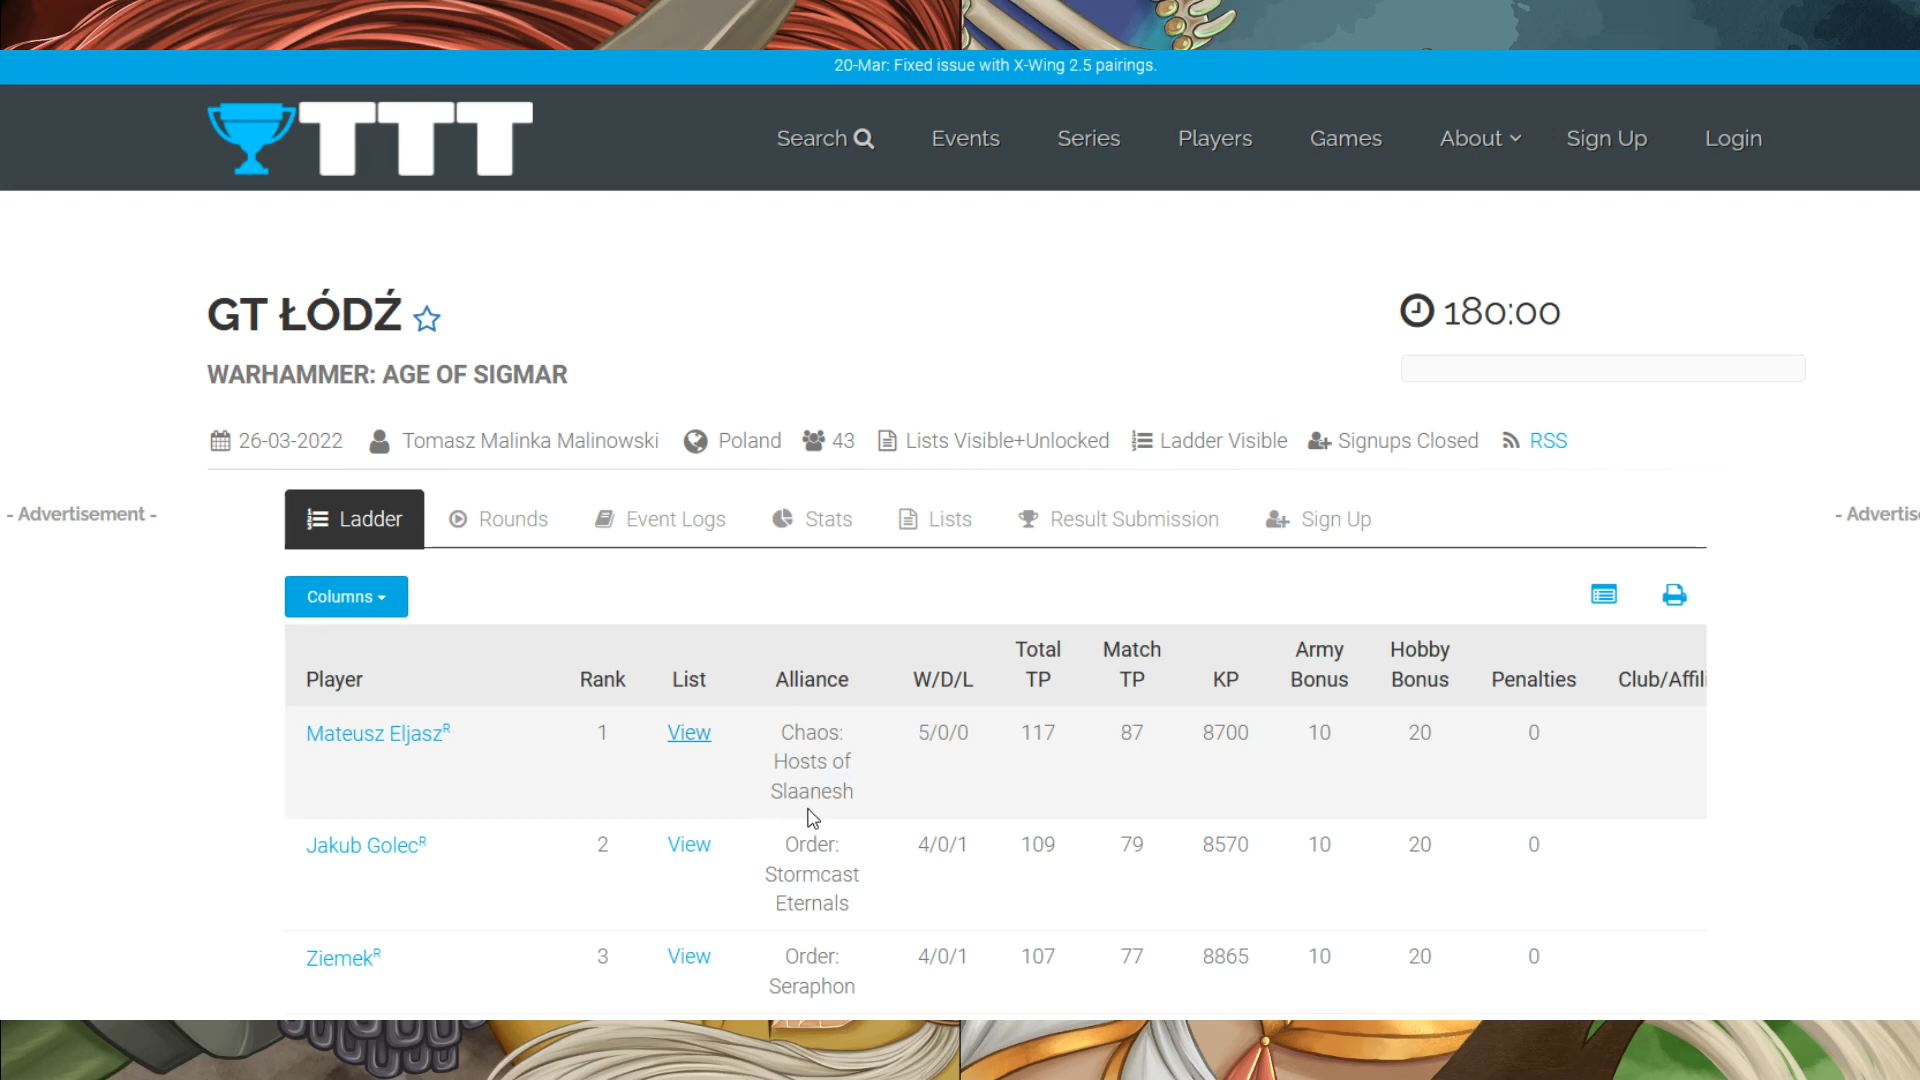 20-Mar: Fixed issue with X-Wing 2.5 pairings.
TTT
Search Events Series Players Games About Sign Up Login
GT ŁÓDŹ
180:00
WARHAMMER: AGE OF SIGMAR
26-03-2022 Tomasz Malinka Malinowski Poland 43 Lists Visible+Unlocked Ladder Visible Signups Closed RSS
- Advertisement -
Ladder Rounds Event Logs Stats Lists Result Submission Sign Up
- Advertis
Columns
Player Rank List Alliance W/D/L Total TP Match TP KP Army Bonus Hobby Bonus Penalties Club/Affili
Mateusz Eljasz R 1 View Chaos: Hosts of Slaanesh 5/0/0 117 87 8700 10 20 0
Jakub Golec R 2 View Order: Stormcast Eternals 4/0/1 109 79 8570 10 20 0
Ziemek R 3 View Order: Seraphon 4/0/1 107 77 8865 10 20 0